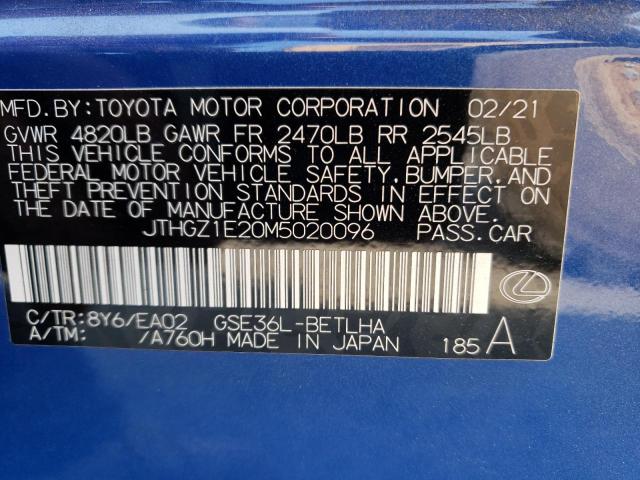 MFD. BY: TOYOTA MOTOR CORPORATION 02/21
GVWR 4820LB GAWR FR 2470LB RR 2545LB
THIS VEHICLE CONFORMS TO ALL APPLICABLE
FEDERAL MOTOR VEHICLE SAFETY, BUMPER, AND
THEFT PREVENTION STANDARDS IN EFFECT ON
THE DATE OF MANUFACTURE SHOWN ABOVE.
JTHGZ1E20M5020096 PASS. CAR
C/TR: 8Y6/EA02 GSE36L-BETLHA
A/TM: /A760H MADE IN JAPAN 185 A